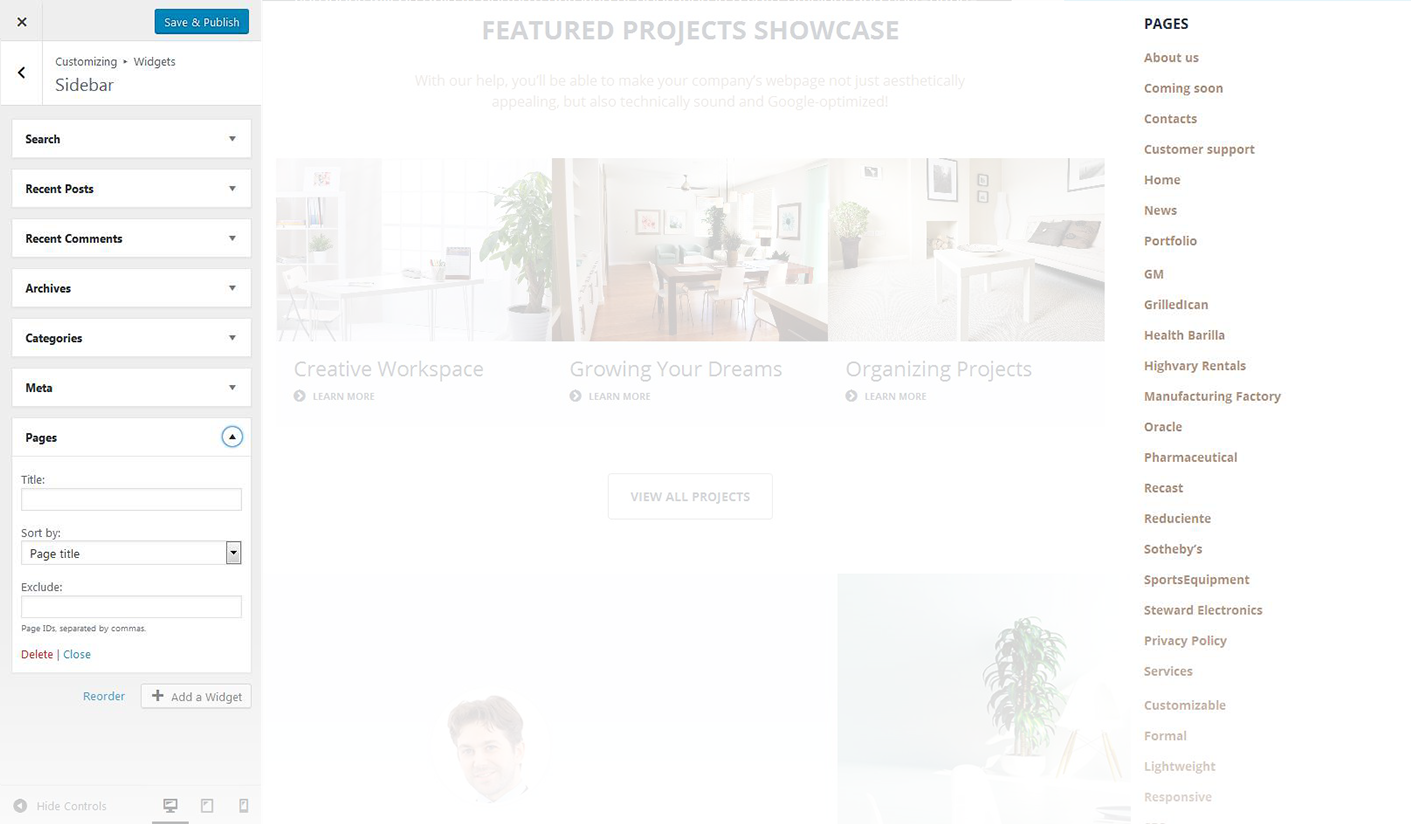 Save & Publish
Customizing ▸ Widgets
Sidebar
Search
Recent Posts
Recent Comments
Archives
Categories
Meta
Pages
Title:
Sort by:
Page title
Exclude:
Page IDs, separated by commas.
Delete | Close
Reorder
Add a Widget
Hide Controls
FEATURED PROJECTS SHOWCASE
With our help, you'll be able to make your company's webpage not just aesthetically
appealing, but also technically sound and Google-optimized!
Creative Workspace
LEARN MORE
Growing Your Dreams
LEARN MORE
Organizing Projects
LEARN MORE
VIEW ALL PROJECTS
PAGES
About us
Coming soon
Contacts
Customer support
Home
News
Portfolio
GM
GrilledIcan
Health Barilla
Highvary Rentals
Manufacturing Factory
Oracle
Pharmaceutical
Recast
Reduciente
Sotheby’s
SportsEquipment
Steward Electronics
Privacy Policy
Services
Customizable
Formal
Lightweight
Responsive